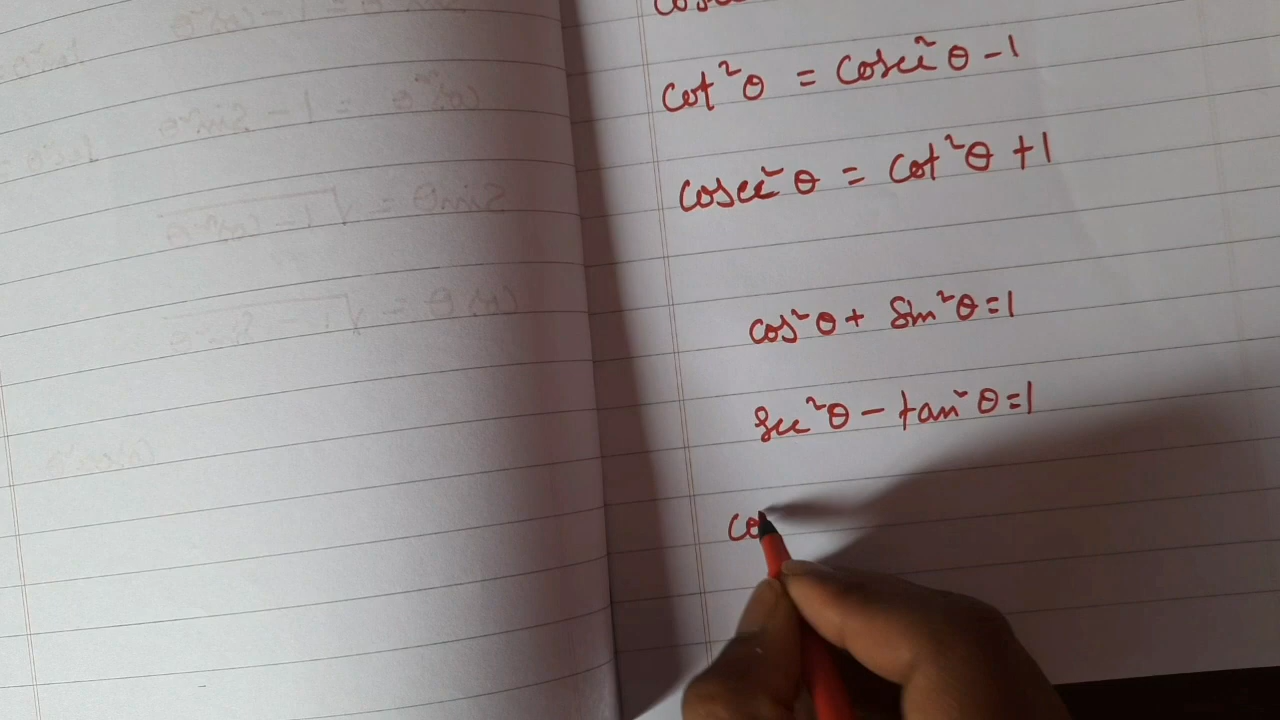 cot²θ = cosec²θ - 1
cosec²θ = cot²θ + 1
cos²θ + Sin²θ = 1
Sec²θ - tan²θ = 1
co